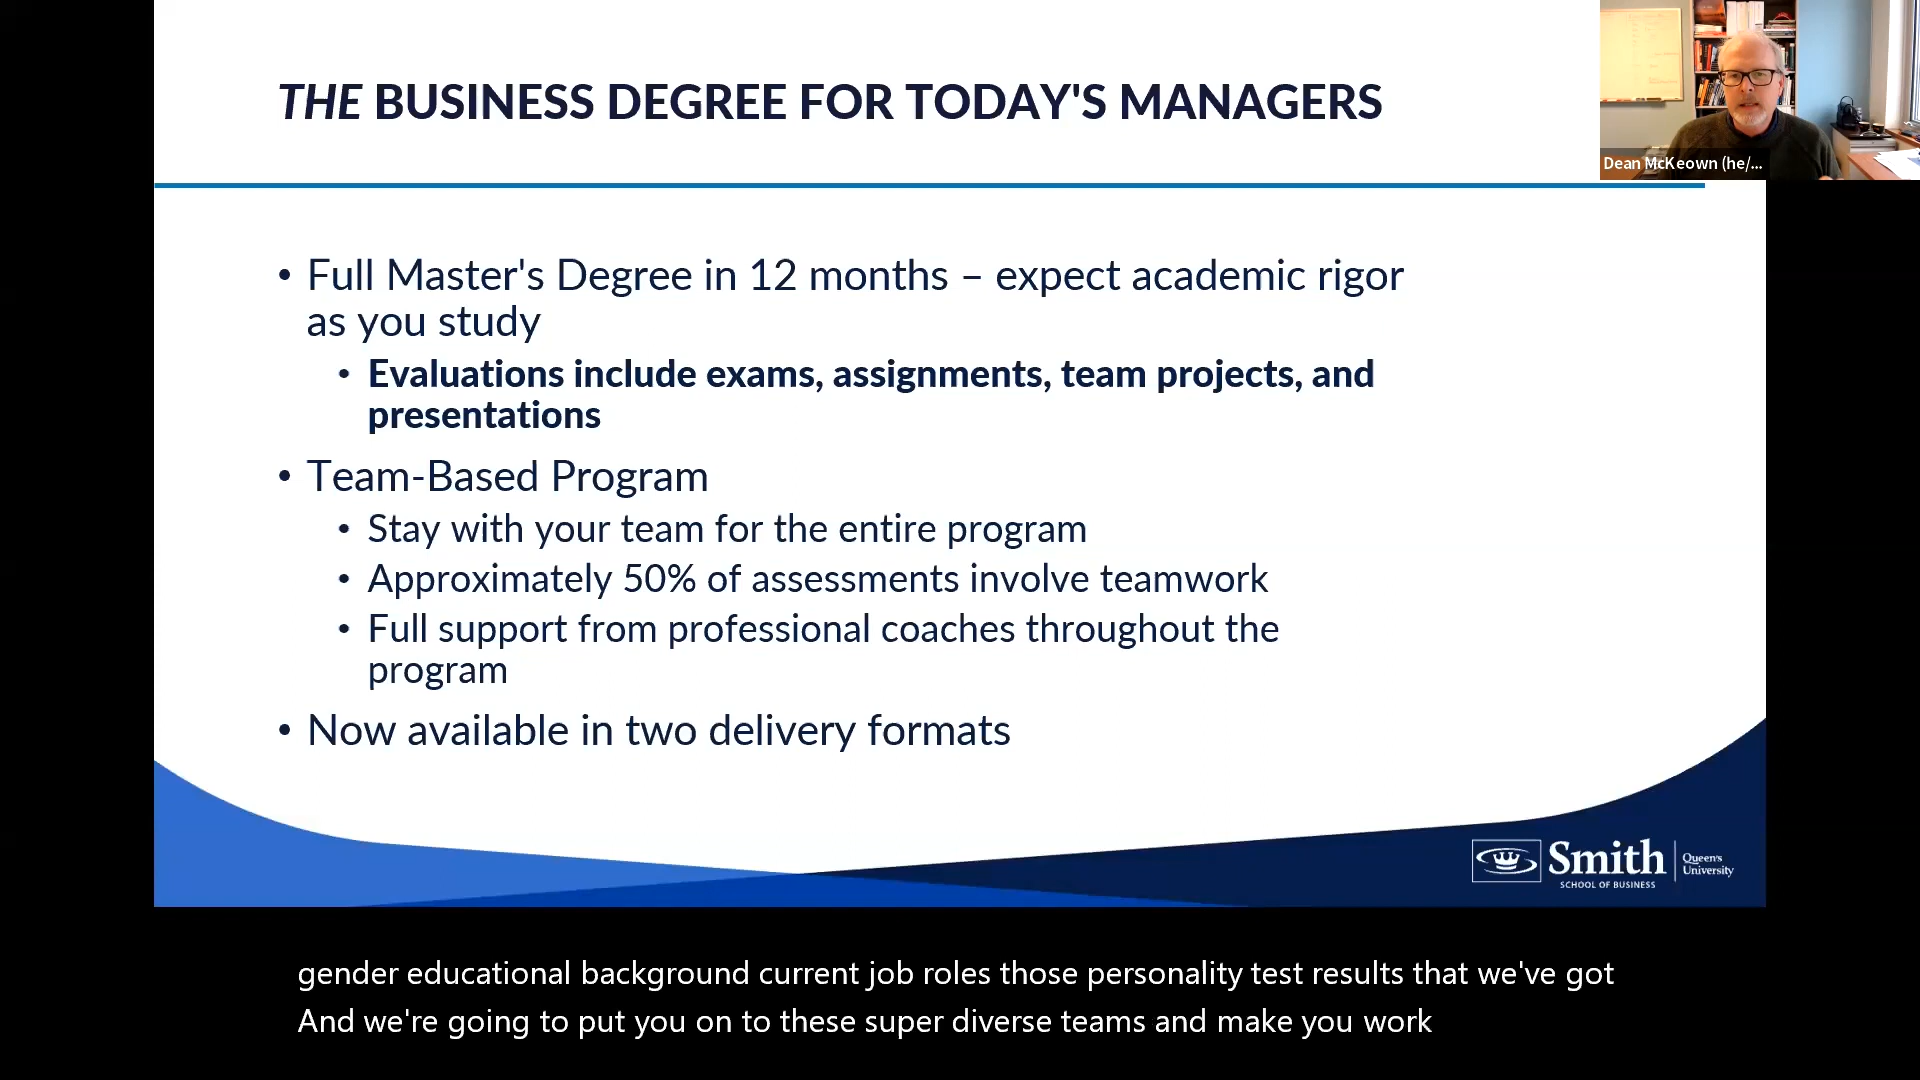 THE BUSINESS DEGREE FOR TODAY'S MANAGERS
Dean McKeown (he/...
• Full Master's Degree in 12 months – expect academic rigor
as you study
• Evaluations include exams, assignments, team projects, and
presentations
• Team-Based Program
• Stay with your team for the entire program
• Approximately 50% of assessments involve teamwork
• Full support from professional coaches throughout the
program
• Now available in two delivery formats
Smith
SCHOOL OF BUSINESS
Queen's
University
gender educational background current job roles those personality test results that we've got
And we're going to put you on to these super diverse teams and make you work